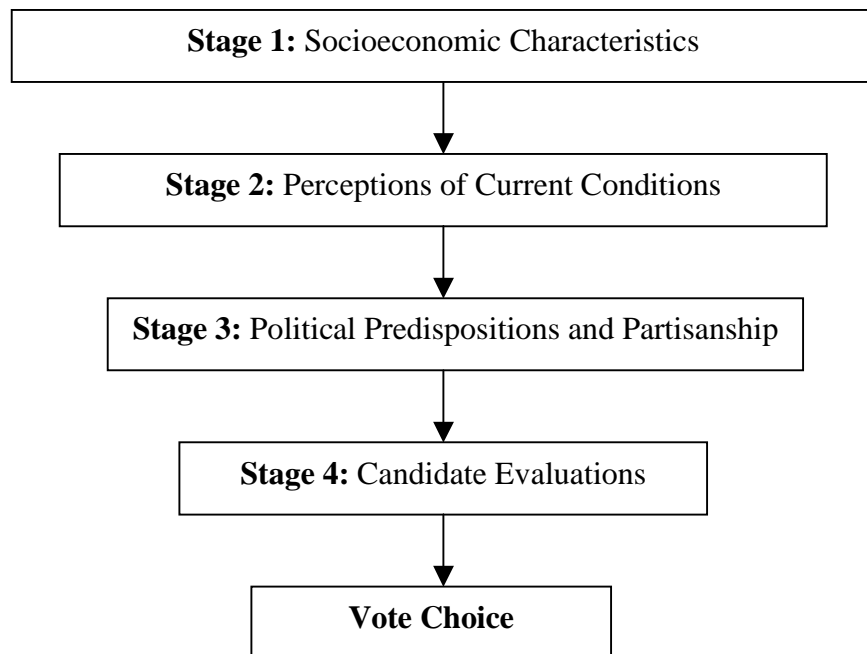 Stage 1: Socioeconomic Characteristics
Stage 2: Perceptions of Current Conditions
Stage 3: Political Predispositions and Partisanship
Stage 4: Candidate Evaluations
Vote Choice